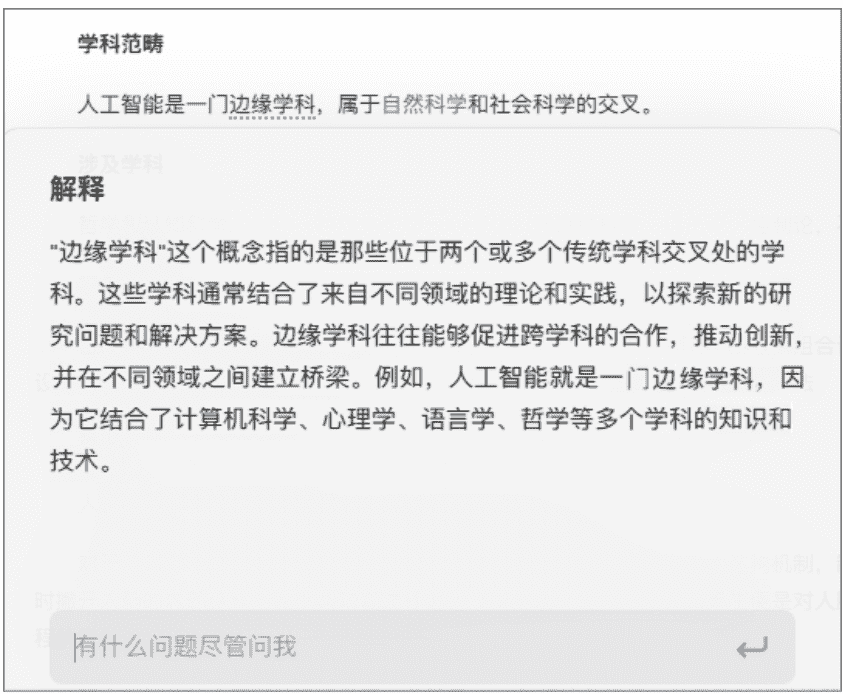 学科范畴
人工智能是一门边缘学科，属于自然科学和社会科学的交叉。
涉及学科
解释
"边缘学科"这个概念指的是那些位于两个或多个传统学科交叉处的学
科。这些学科通常结合了来自不同领域的理论和实践，以探索新的研
究问题和解决方案。边缘学科往往能够促进跨学科的合作，推动创新，
并在不同领域之间建立桥梁。例如，人工智能就是一门边缘学科，因
为它结合了计算机科学、心理学、语言学、哲学等多个学科的知识和
技术。
有什么问题尽管问我